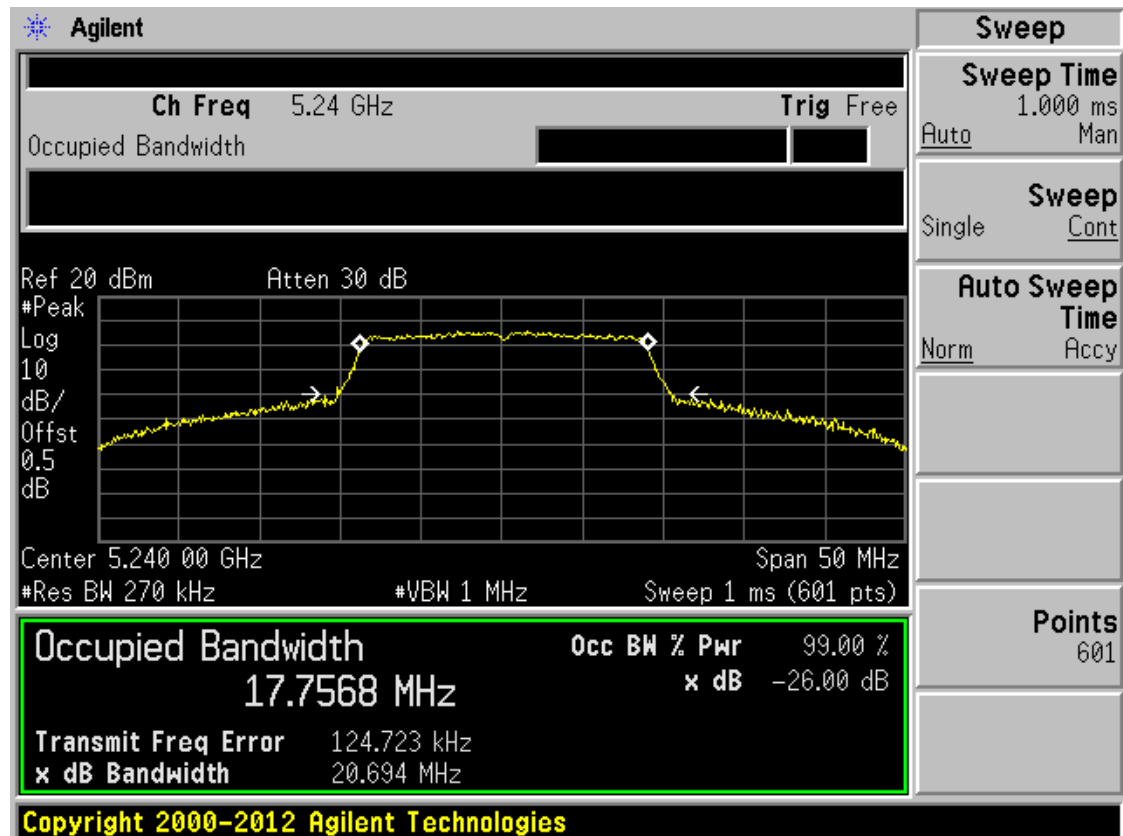 Agilent
Ch Freq 5.24 GHz Trig Free
Occupied Bandwidth
Ref 20 dBm Atten 30 dB
#Peak
Log
10
dB/
Offst
0.5
dB
Center 5.240 00 GHz Span 50 MHz
#Res BW 270 kHz #VBW 1 MHz Sweep 1 ms (601 pts)
Occupied Bandwidth
17.7568 MHz
Occ BW % Pwr 99.00 %
x dB -26.00 dB
Transmit Freq Error 124.723 kHz
x dB Bandwidth 20.694 MHz
Copyright 2000-2012 Agilent Technologies
Sweep
Sweep Time
1.000 ms
Auto Man
Sweep
Single Cont
Auto Sweep
Time
Norm Accy
Points
601